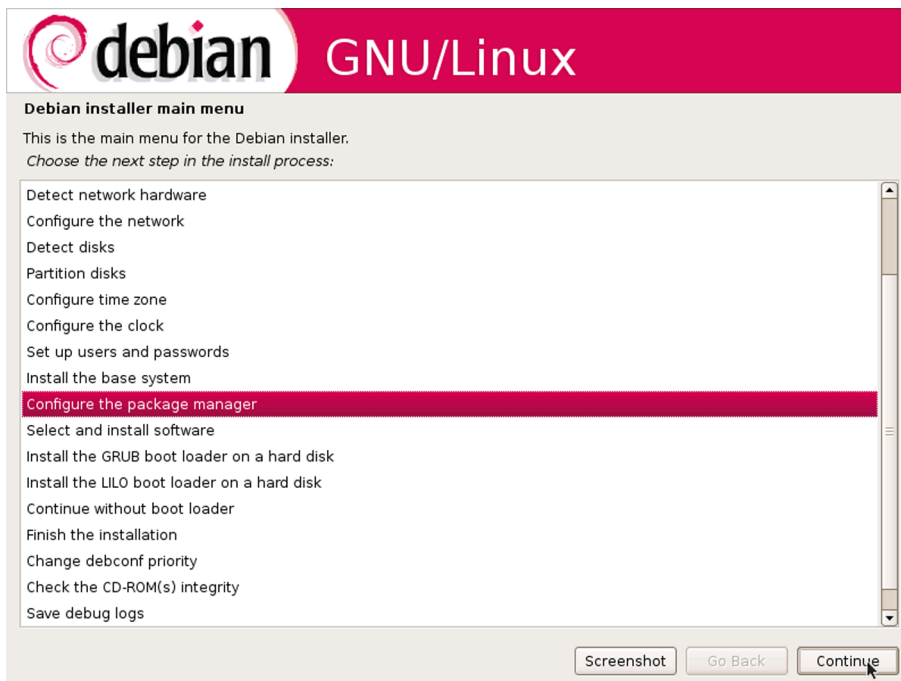 debian GNU/Linux
Debian installer main menu
This is the main menu for the Debian installer.
Choose the next step in the install process:
Detect network hardware
Configure the network
Detect disks
Partition disks
Configure time zone
Configure the clock
Set up users and passwords
Install the base system
Configure the package manager
Select and install software
Install the GRUB boot loader on a hard disk
Install the LILO boot loader on a hard disk
Continue without boot loader
Finish the installation
Change debconf priority
Check the CD-ROM(s) integrity
Save debug logs
Screenshot Go Back Continue